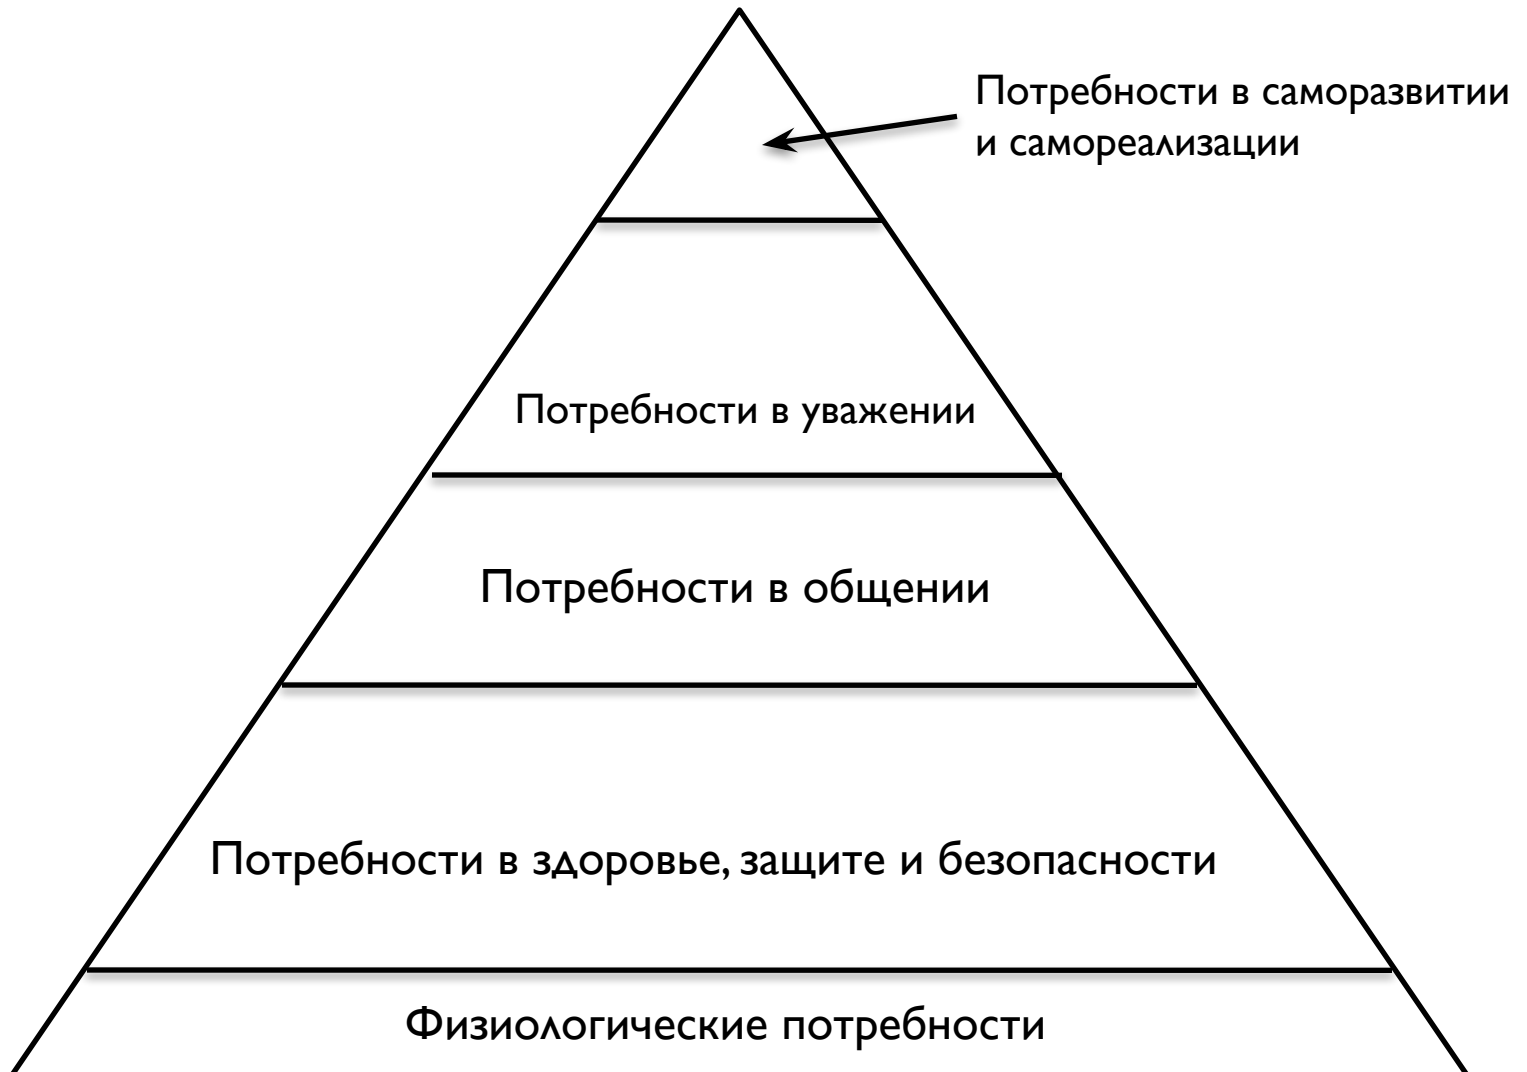 Потребности в саморазвитии
и самореализации
Потребности в уважении
Потребности в общении
Потребности в здоровье, защите и безопасности
Физиологические потребности